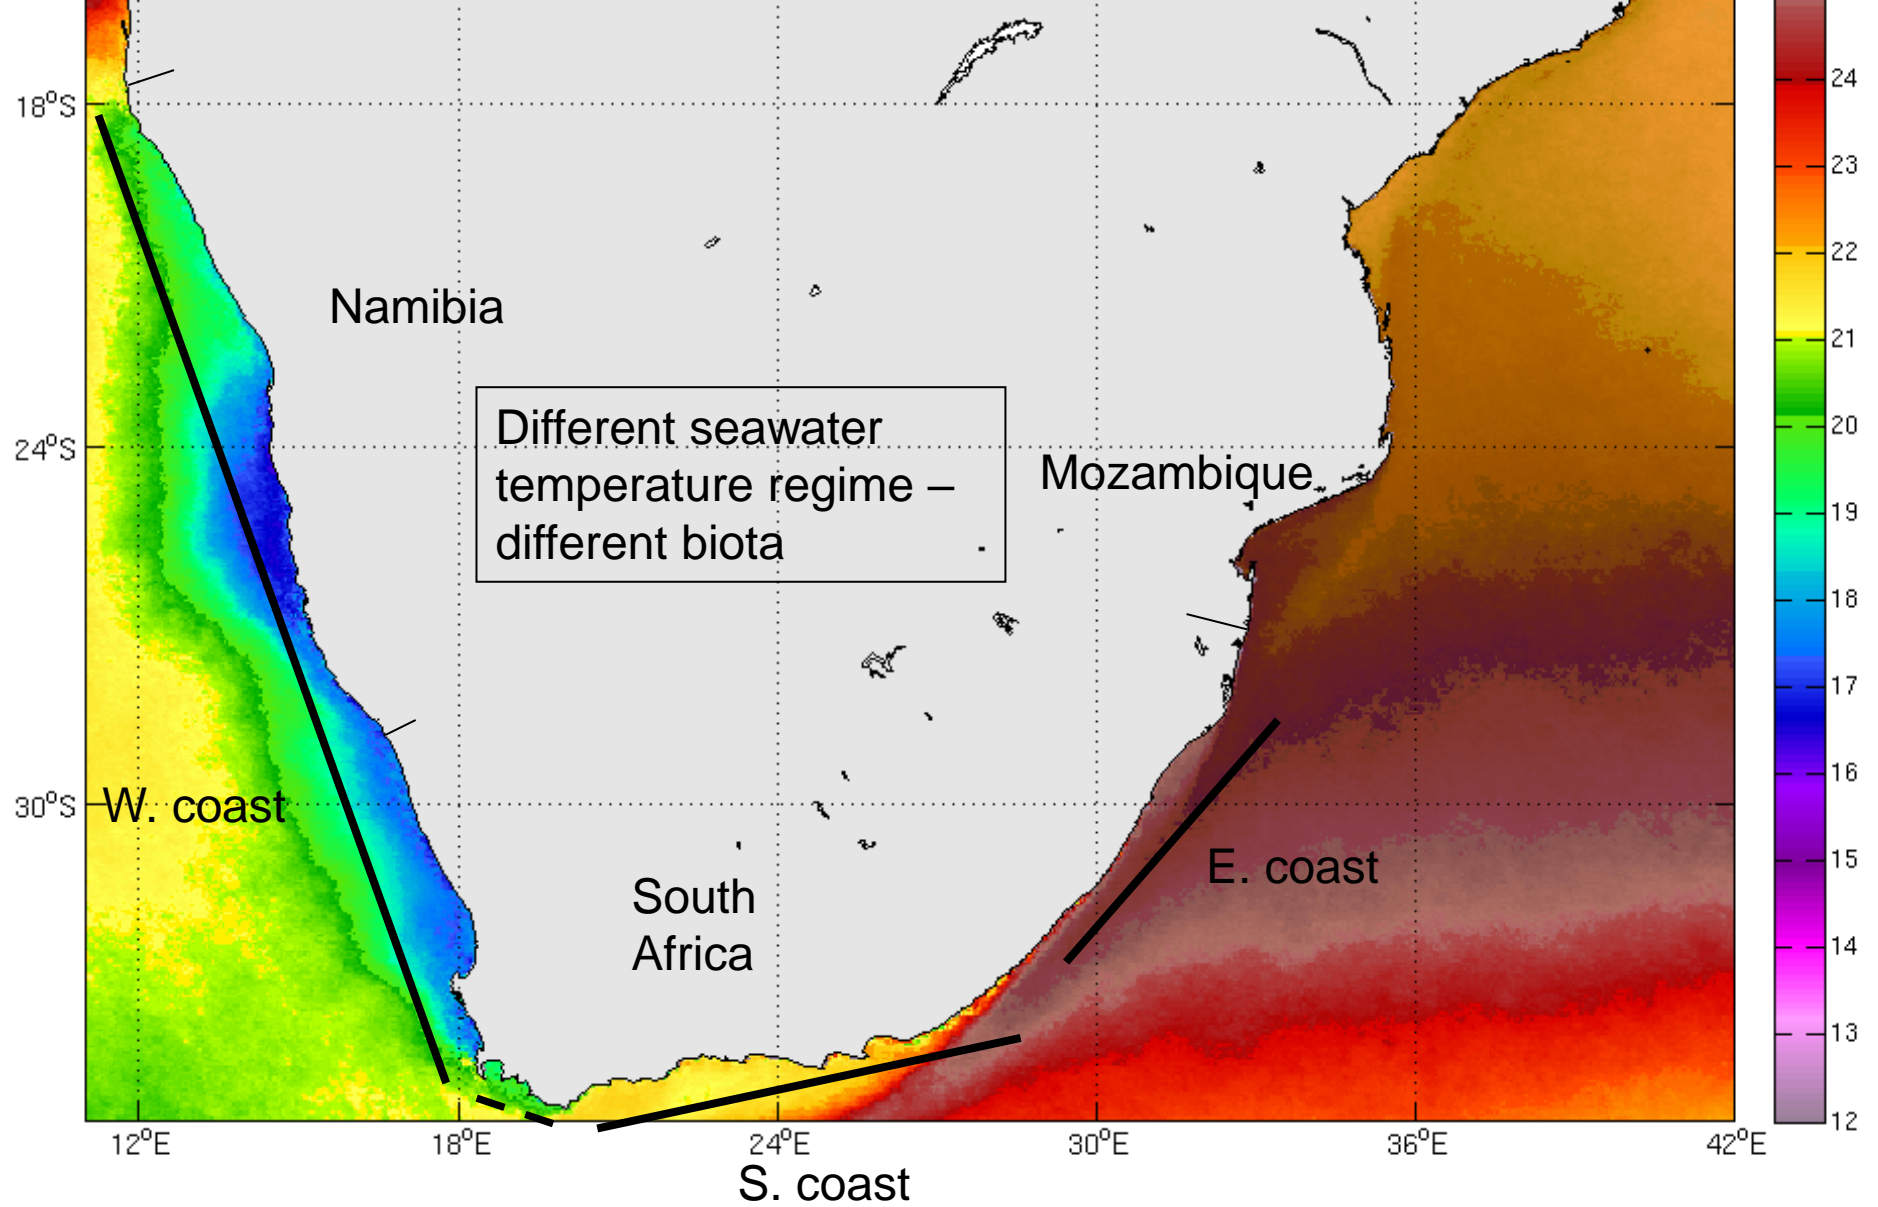 24
18°S
23
22
Namibia
21
Different seawater
temperature regime –
different biota
20
24°S
Mozambique
19
18
17
16
30°S
W. coast
15
E. coast
South
Africa
14
13
12
12°E
18°E
24°E
30°E
36°E
42°E
S. coast